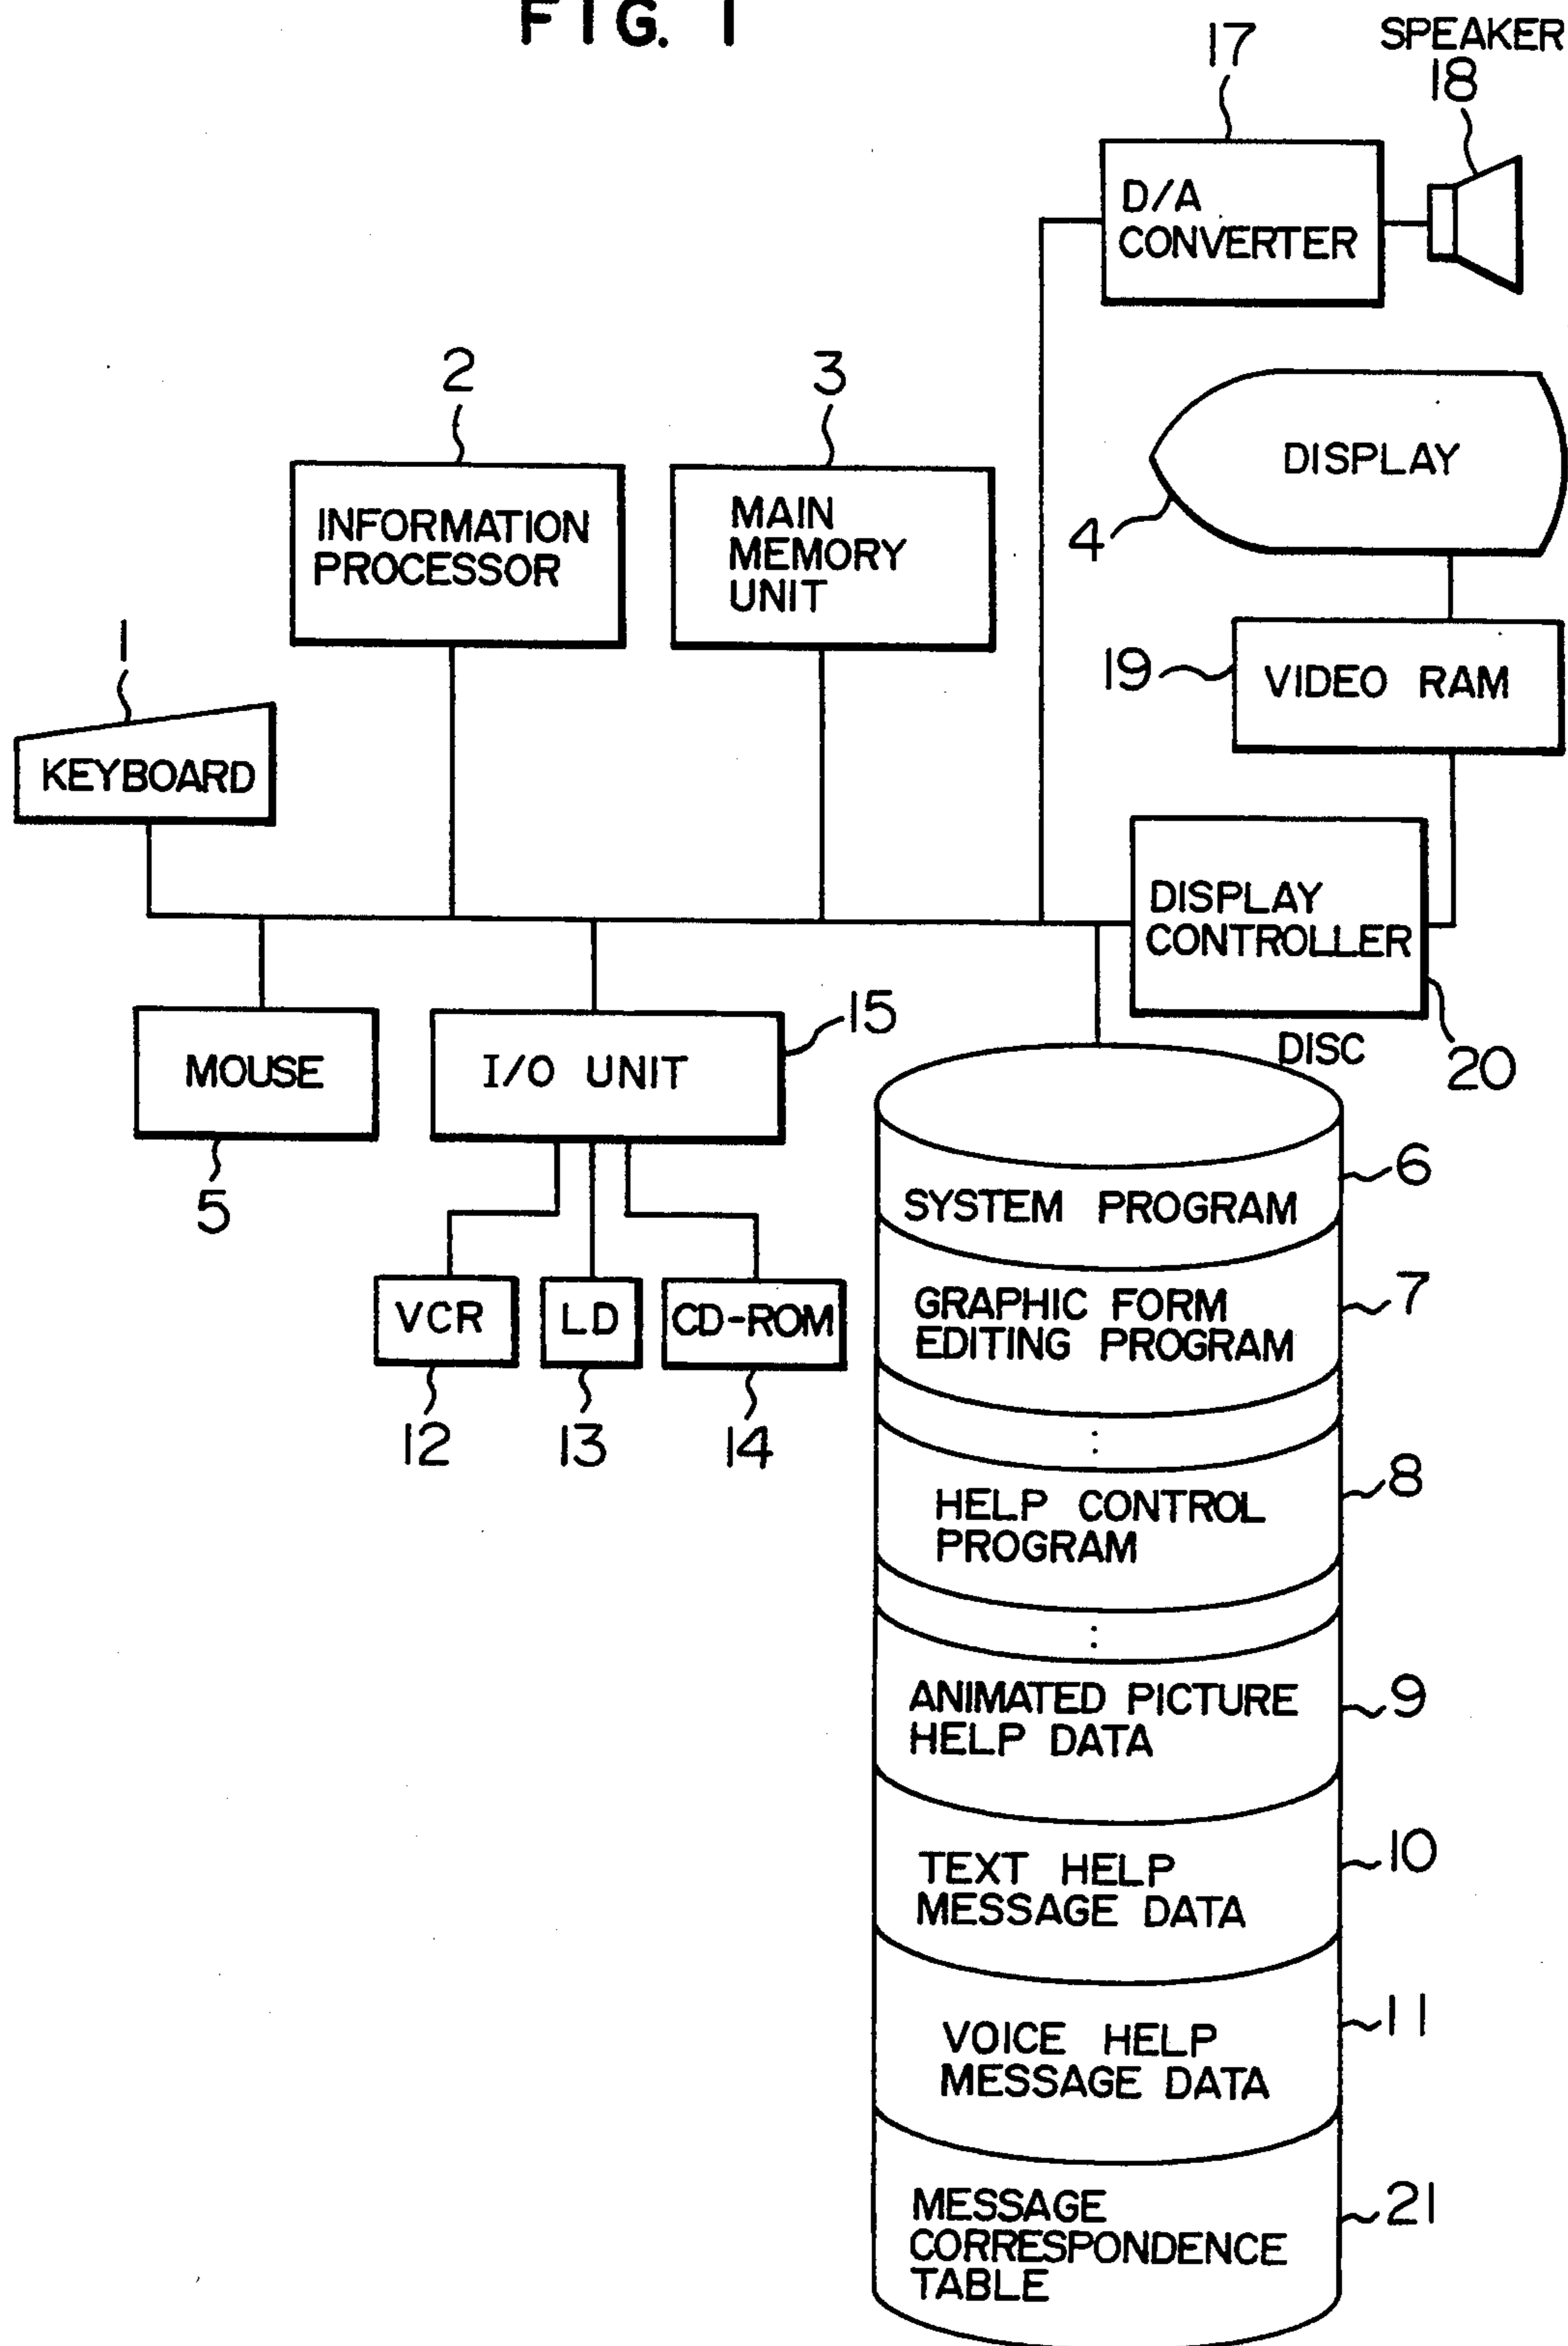 FIG. 1
SPEAKER
17
18
D/A
CONVERTER
2
3
DISPLAY
4
INFORMATION
PROCESSOR
MAIN
MEMORY
UNIT
1
19
VIDEO RAM
KEYBOARD
DISPLAY
CONTROLLER
15
20
MOUSE
I/O UNIT
DISC
5
6
SYSTEM PROGRAM
VCR
LD
CD-ROM
7
GRAPHIC FORM
EDITING PROGRAM
12
13
14
:
8
HELP CONTROL
PROGRAM
:
9
ANIMATED PICTURE
HELP DATA
10
TEXT HELP
MESSAGE DATA
11
VOICE HELP
MESSAGE DATA
21
MESSAGE
CORRESPONDENCE
TABLE